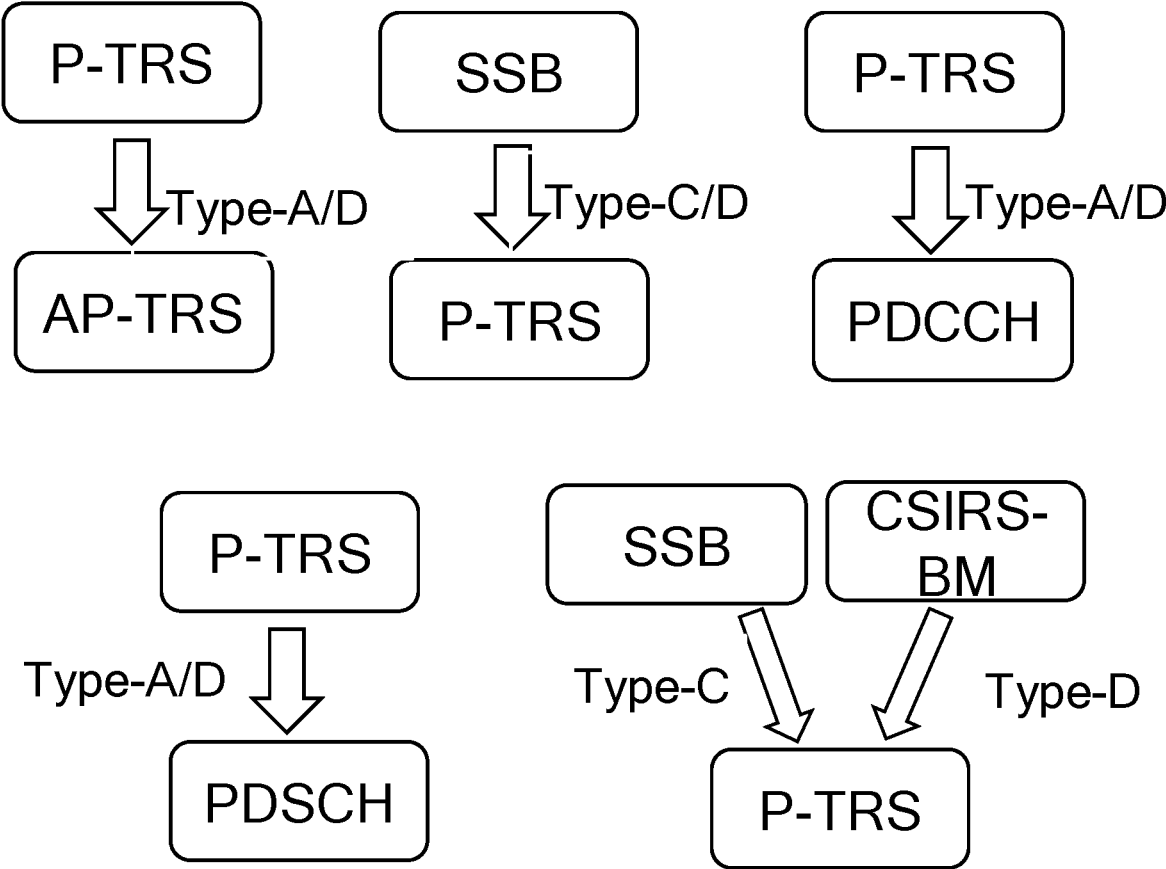 P-TRS
SSB
P-TRS
Type-A/D
Type-C/D
Type-A/D
AP-TRS
P-TRS
PDCCH
P-TRS
SSB
CSIRS-
BM
Type-A/D
Type-C
Type-D
PDSCH
P-TRS